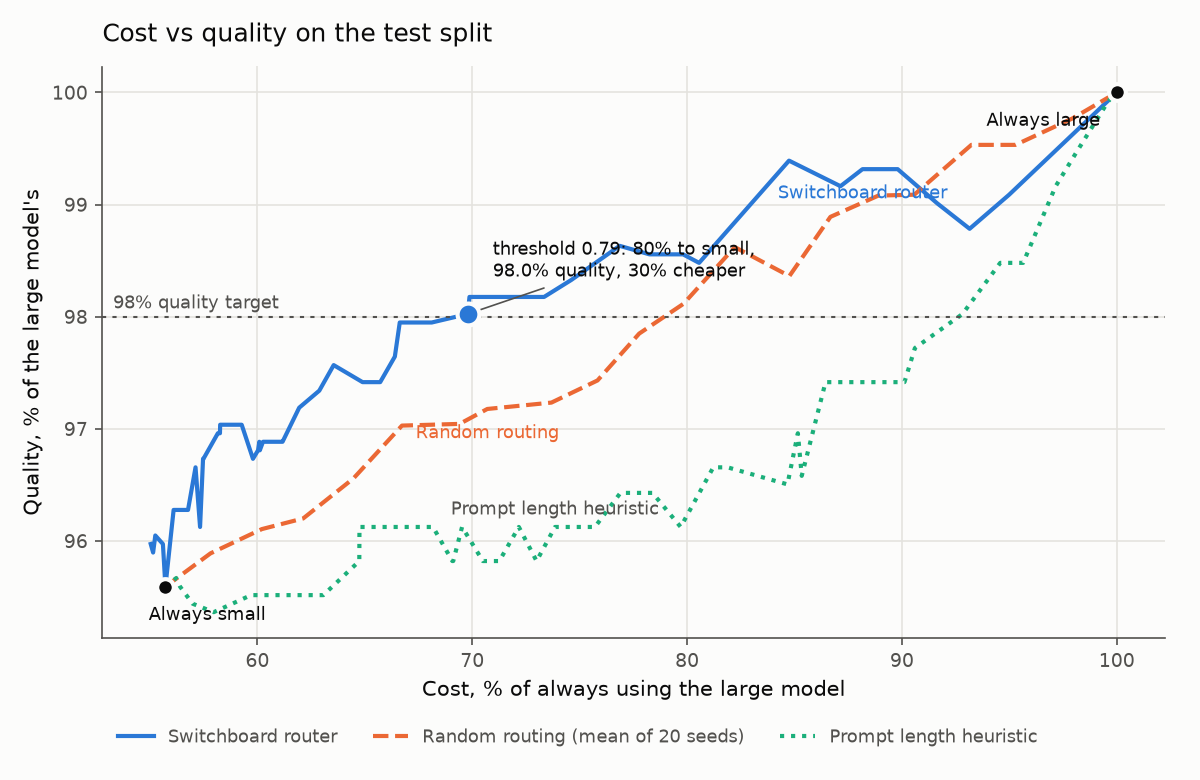 Cost vs quality on the test split
Quality, % of the large model's
100
99
98
97
96
Always large
Switchboard router
threshold 0.79: 80% to small,
98.0% quality, 30% cheaper
98% quality target
Random routing
Prompt length heuristic
Always small
60
70
80
90
100
Cost, % of always using the large model
Switchboard router
Random routing (mean of 20 seeds)
Prompt length heuristic